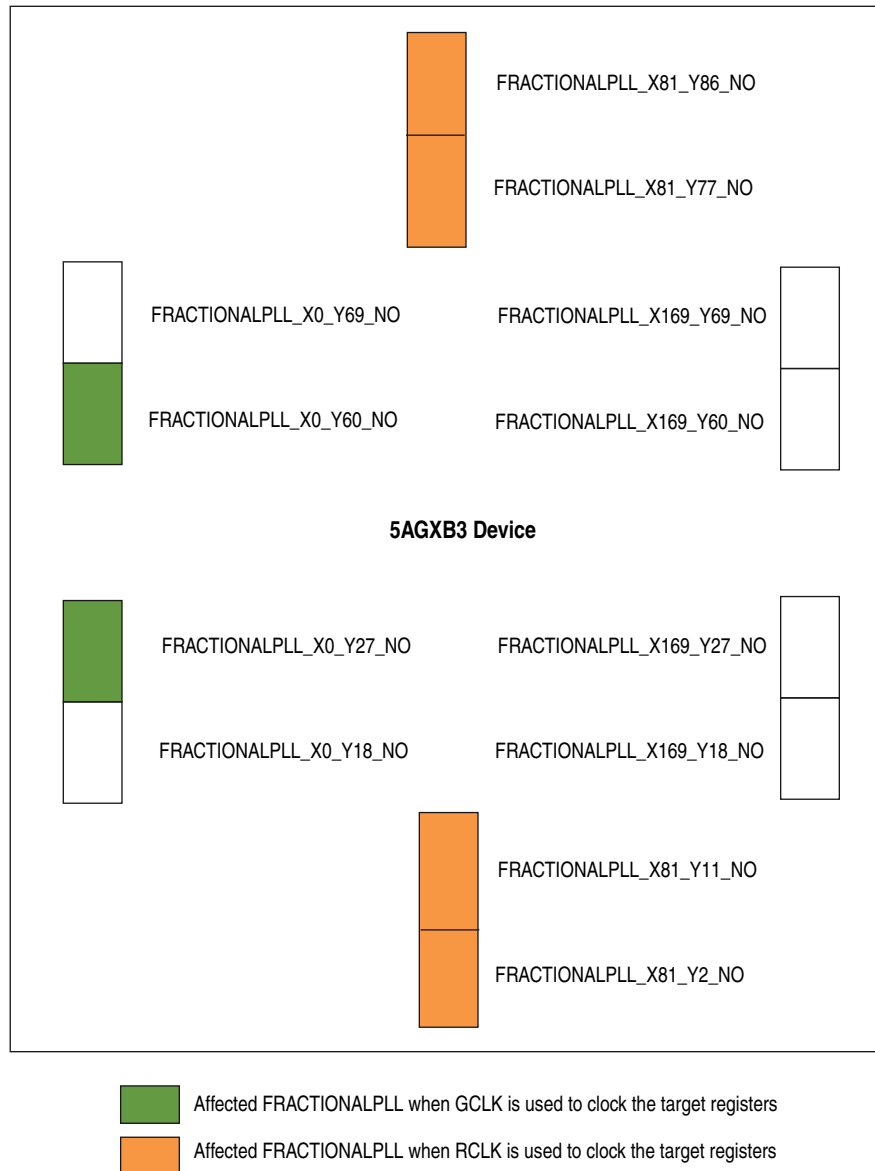 FRACTIONALPLL_X81_Y86_NO
FRACTIONALPLL_X81_Y77_NO
FRACTIONALPLL_X0_Y69_NO
FRACTIONALPLL_X169_Y69_NO
FRACTIONALPLL_X0_Y60_NO
FRACTIONALPLL_X169_Y60_NO
5AGXB3 Device
FRACTIONALPLL_X0_Y27_NO
FRACTIONALPLL_X169_Y27_NO
FRACTIONALPLL_X0_Y18_NO
FRACTIONALPLL_X169_Y18_NO
FRACTIONALPLL_X81_Y11_NO
FRACTIONALPLL_X81_Y2_NO
Affected FRACTIONALPLL when GCLK is used to clock the target registers
Affected FRACTIONALPLL when RCLK is used to clock the target registers